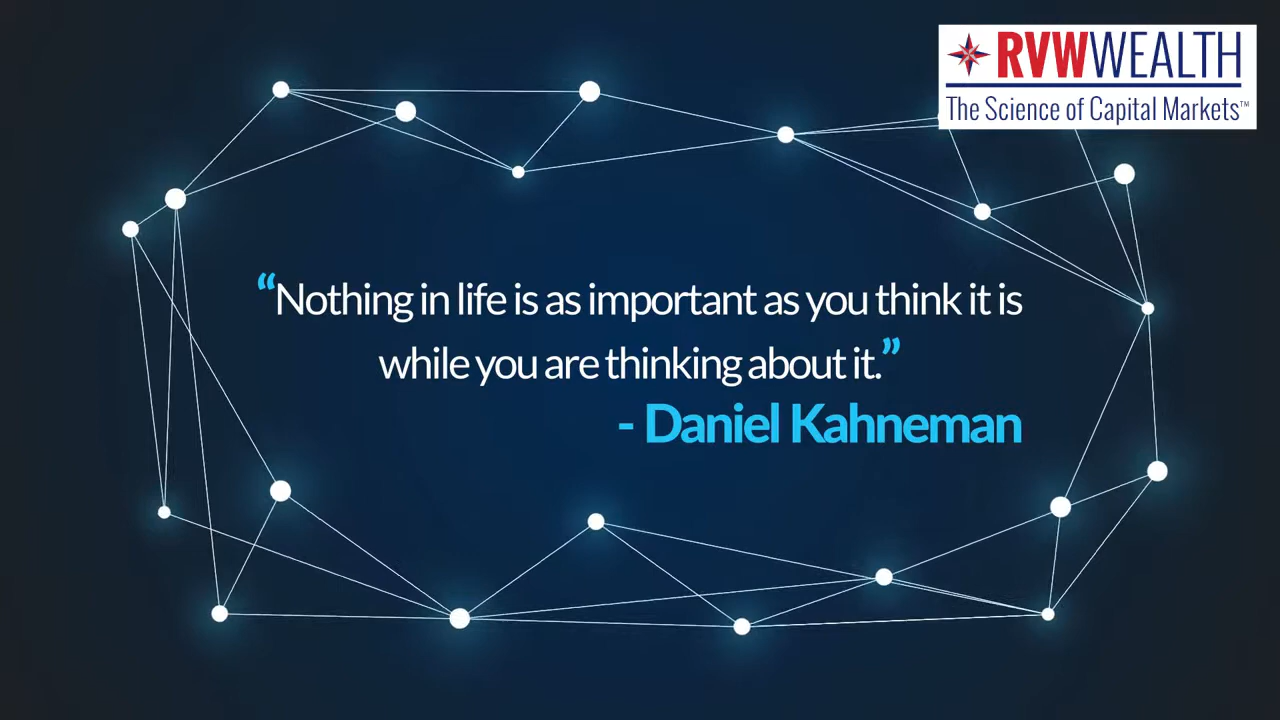 RVWWEALTH
The Science of Capital Markets™
“Nothing in life is as important as you think it is
while you are thinking about it.”
- Daniel Kahneman